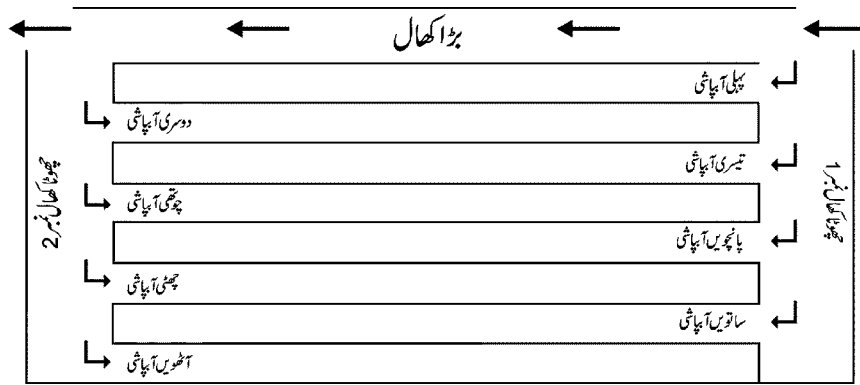 بڑا کھال
پہلی آبپاشی
دوسری آبپاشی
تیسری آبپاشی
چوتھی آبپاشی
پانچویں آبپاشی
چھٹی آبپاشی
ساتویں آبپاشی
آٹھویں آبپاشی
چھوٹا کھال نمبر 1
چھوٹا کھال نمبر 2